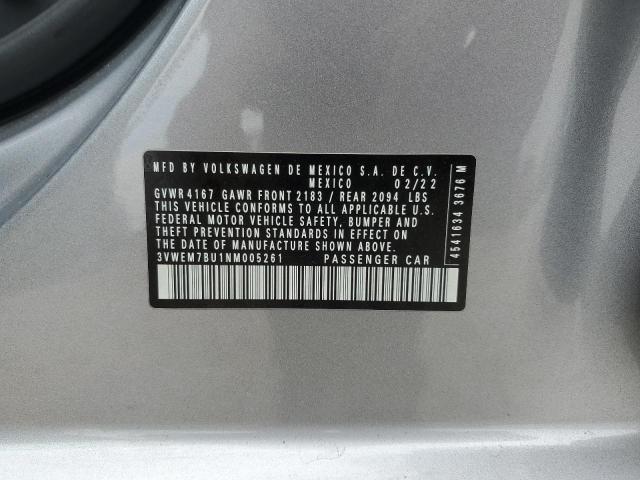 MFD BY VOLKSWAGEN DE MEXICO S.A. DE C.V.
MEXICO 02/22
GVWR 4167 GAWR FRONT 2183 / REAR 2094 LBS
THIS VEHICLE CONFORMS TO ALL APPLICABLE U.S.
FEDERAL MOTOR VEHICLE SAFETY, BUMPER AND
THEFT PREVENTION STANDARDS IN EFFECT ON
THE DATE OF MANUFACTURE SHOWN ABOVE.
3VWEM7BU1NM005261 PASSENGER CAR
4541634 3676 M